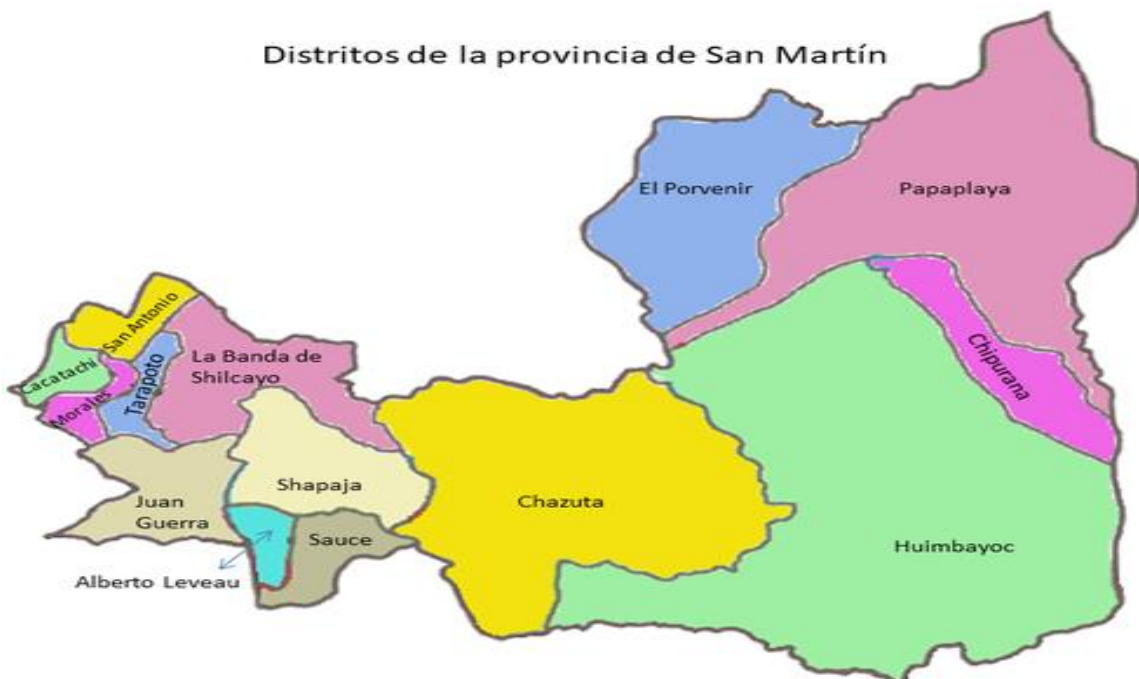 Distritos de la provincia de San Martín
El Porvenir
Papaplaya
San Antonio
La Banda de
Shilcayo
Cacatachi
Tarapoto
Morales
Chipurana
Shapaja
Chazuta
Juan
Guerra
Sauce
Huimbayoc
Alberto Leveau